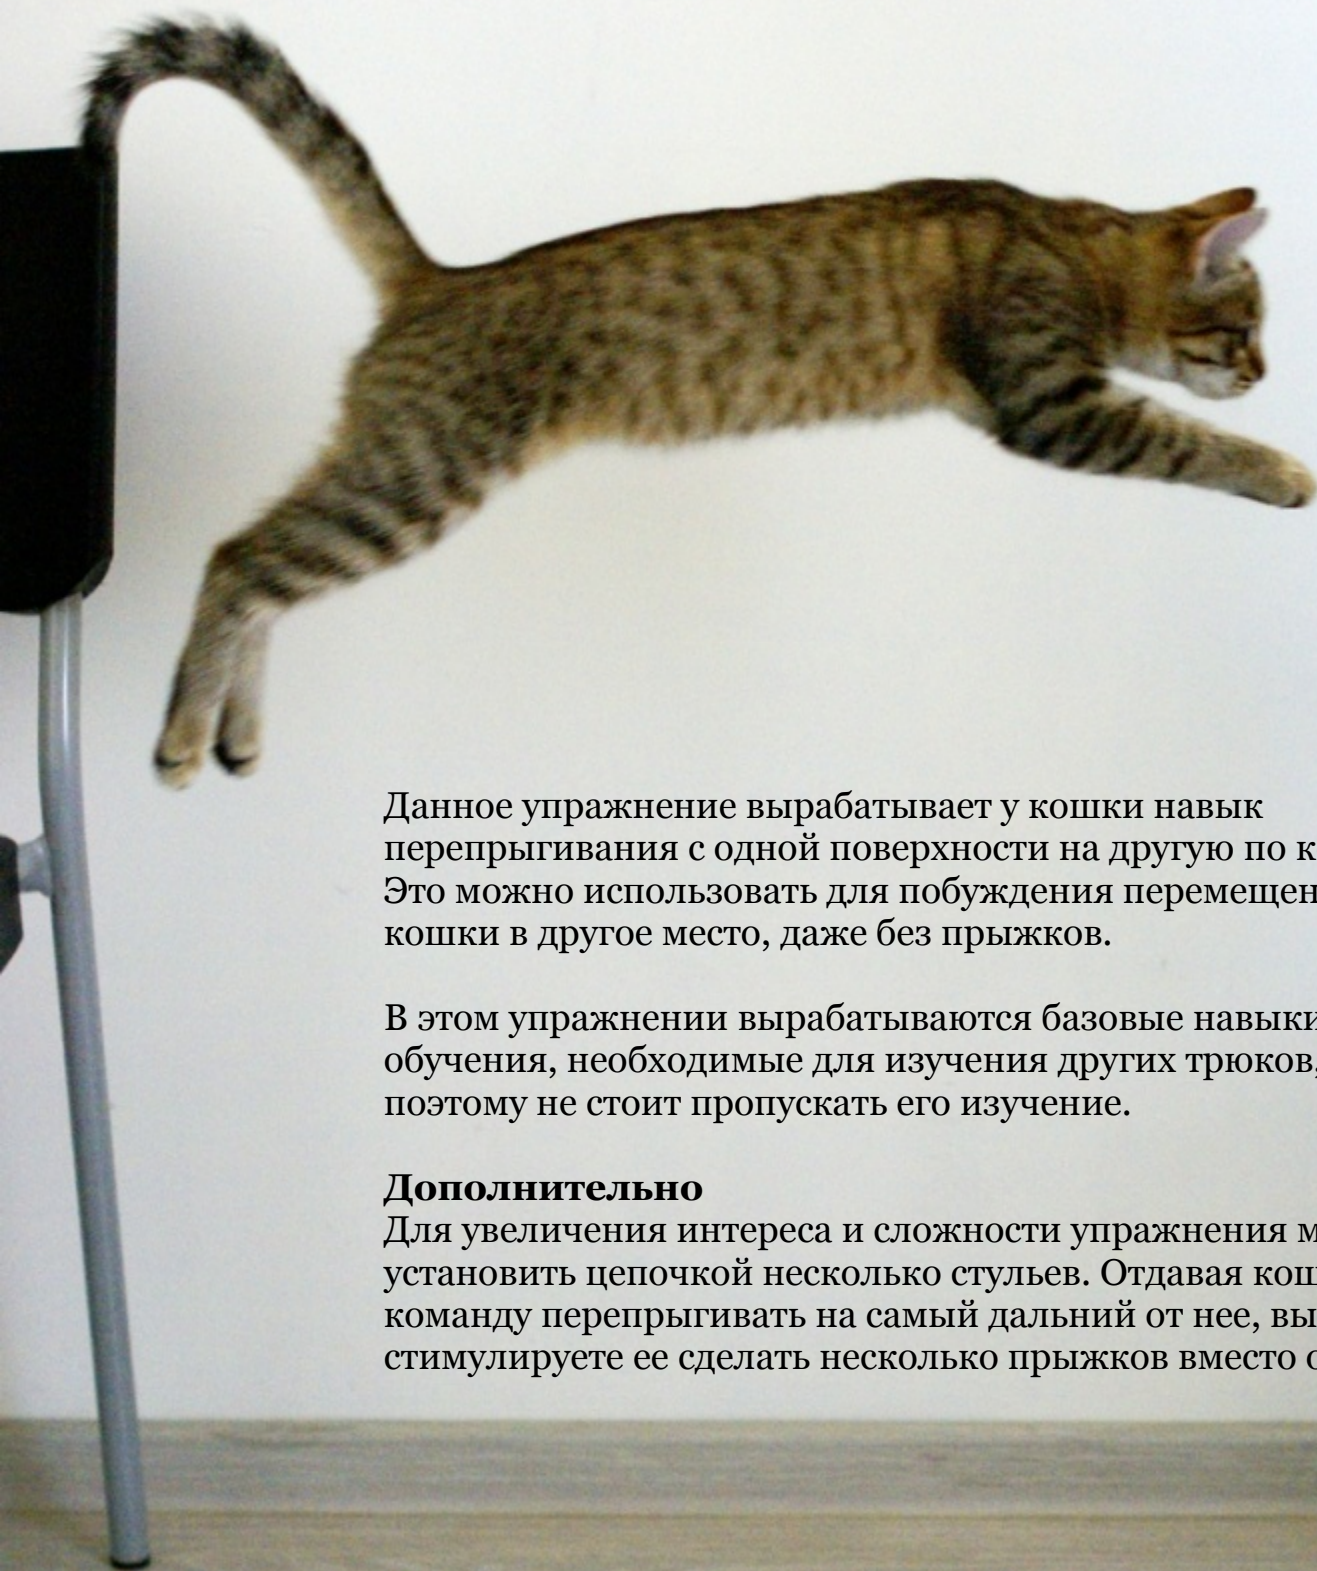 Данное упражнение вырабатывает у кошки навык
перепрыгивания с одной поверхности на другую по
Это можно использовать для побуждения
кошки в другое место, даже без прыжков.
В этом упражнении вырабатываются базовые навыки
обучения, необходимые для изучения других трюков,
поэтому не стоит пропускать его изучение.
Дополнительно
Для увеличения интереса и сложности упражнения
установить цепочкой несколько стульев. Отдавая
команду перепрыгивать на самый дальний от нее, вы
стимулируете ее сделать несколько прыжков вместо